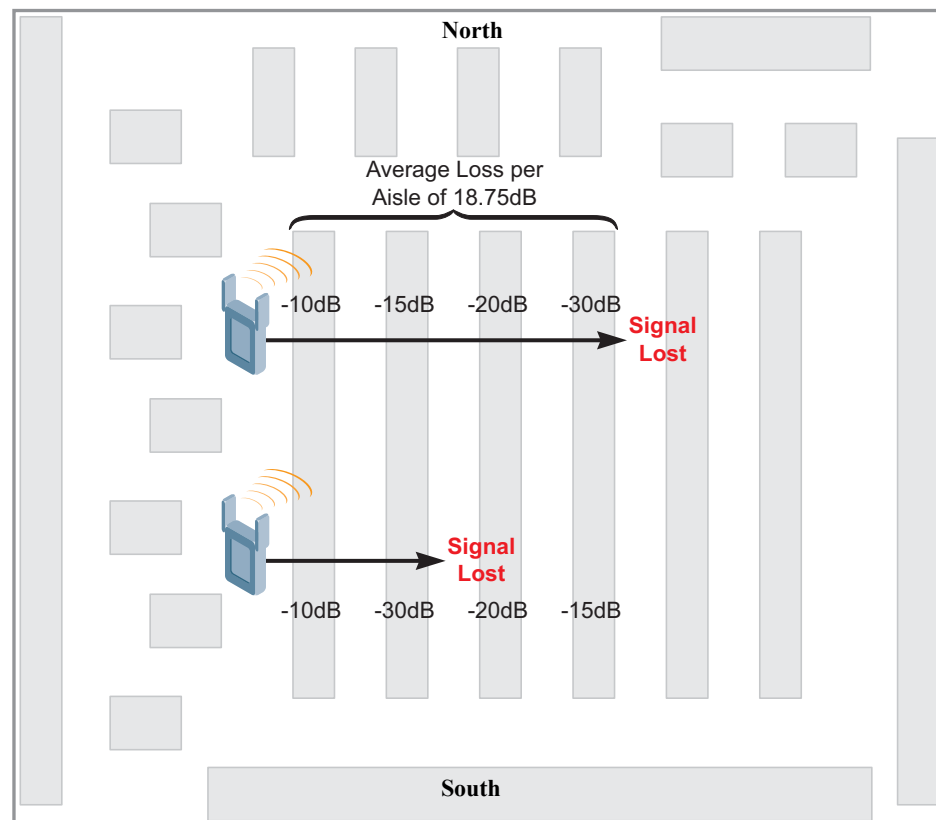 North
Average Loss per
Aisle of 18.75dB
-10dB -15dB -20dB -30dB
Signal
Lost
Signal
Lost
-10dB -30dB -20dB -15dB
South